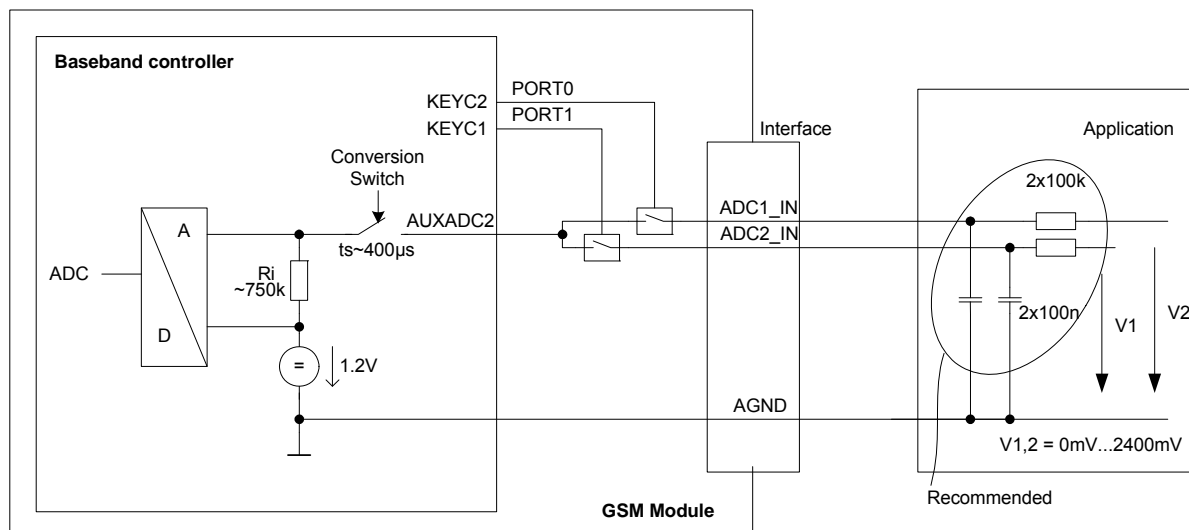 Baseband controller
PORT0
KEYC2
PORT1
KEYC1
Interface
Application
Conversion
Switch
2x100k
ADC1_IN
AUXADC2
ADC2_IN
A
ts~400µs
ADC
Ri
~750k
2x100n
V1
V2
D
=
1.2V
AGND
V1,2 = 0mV...2400mV
Recommended
GSM Module